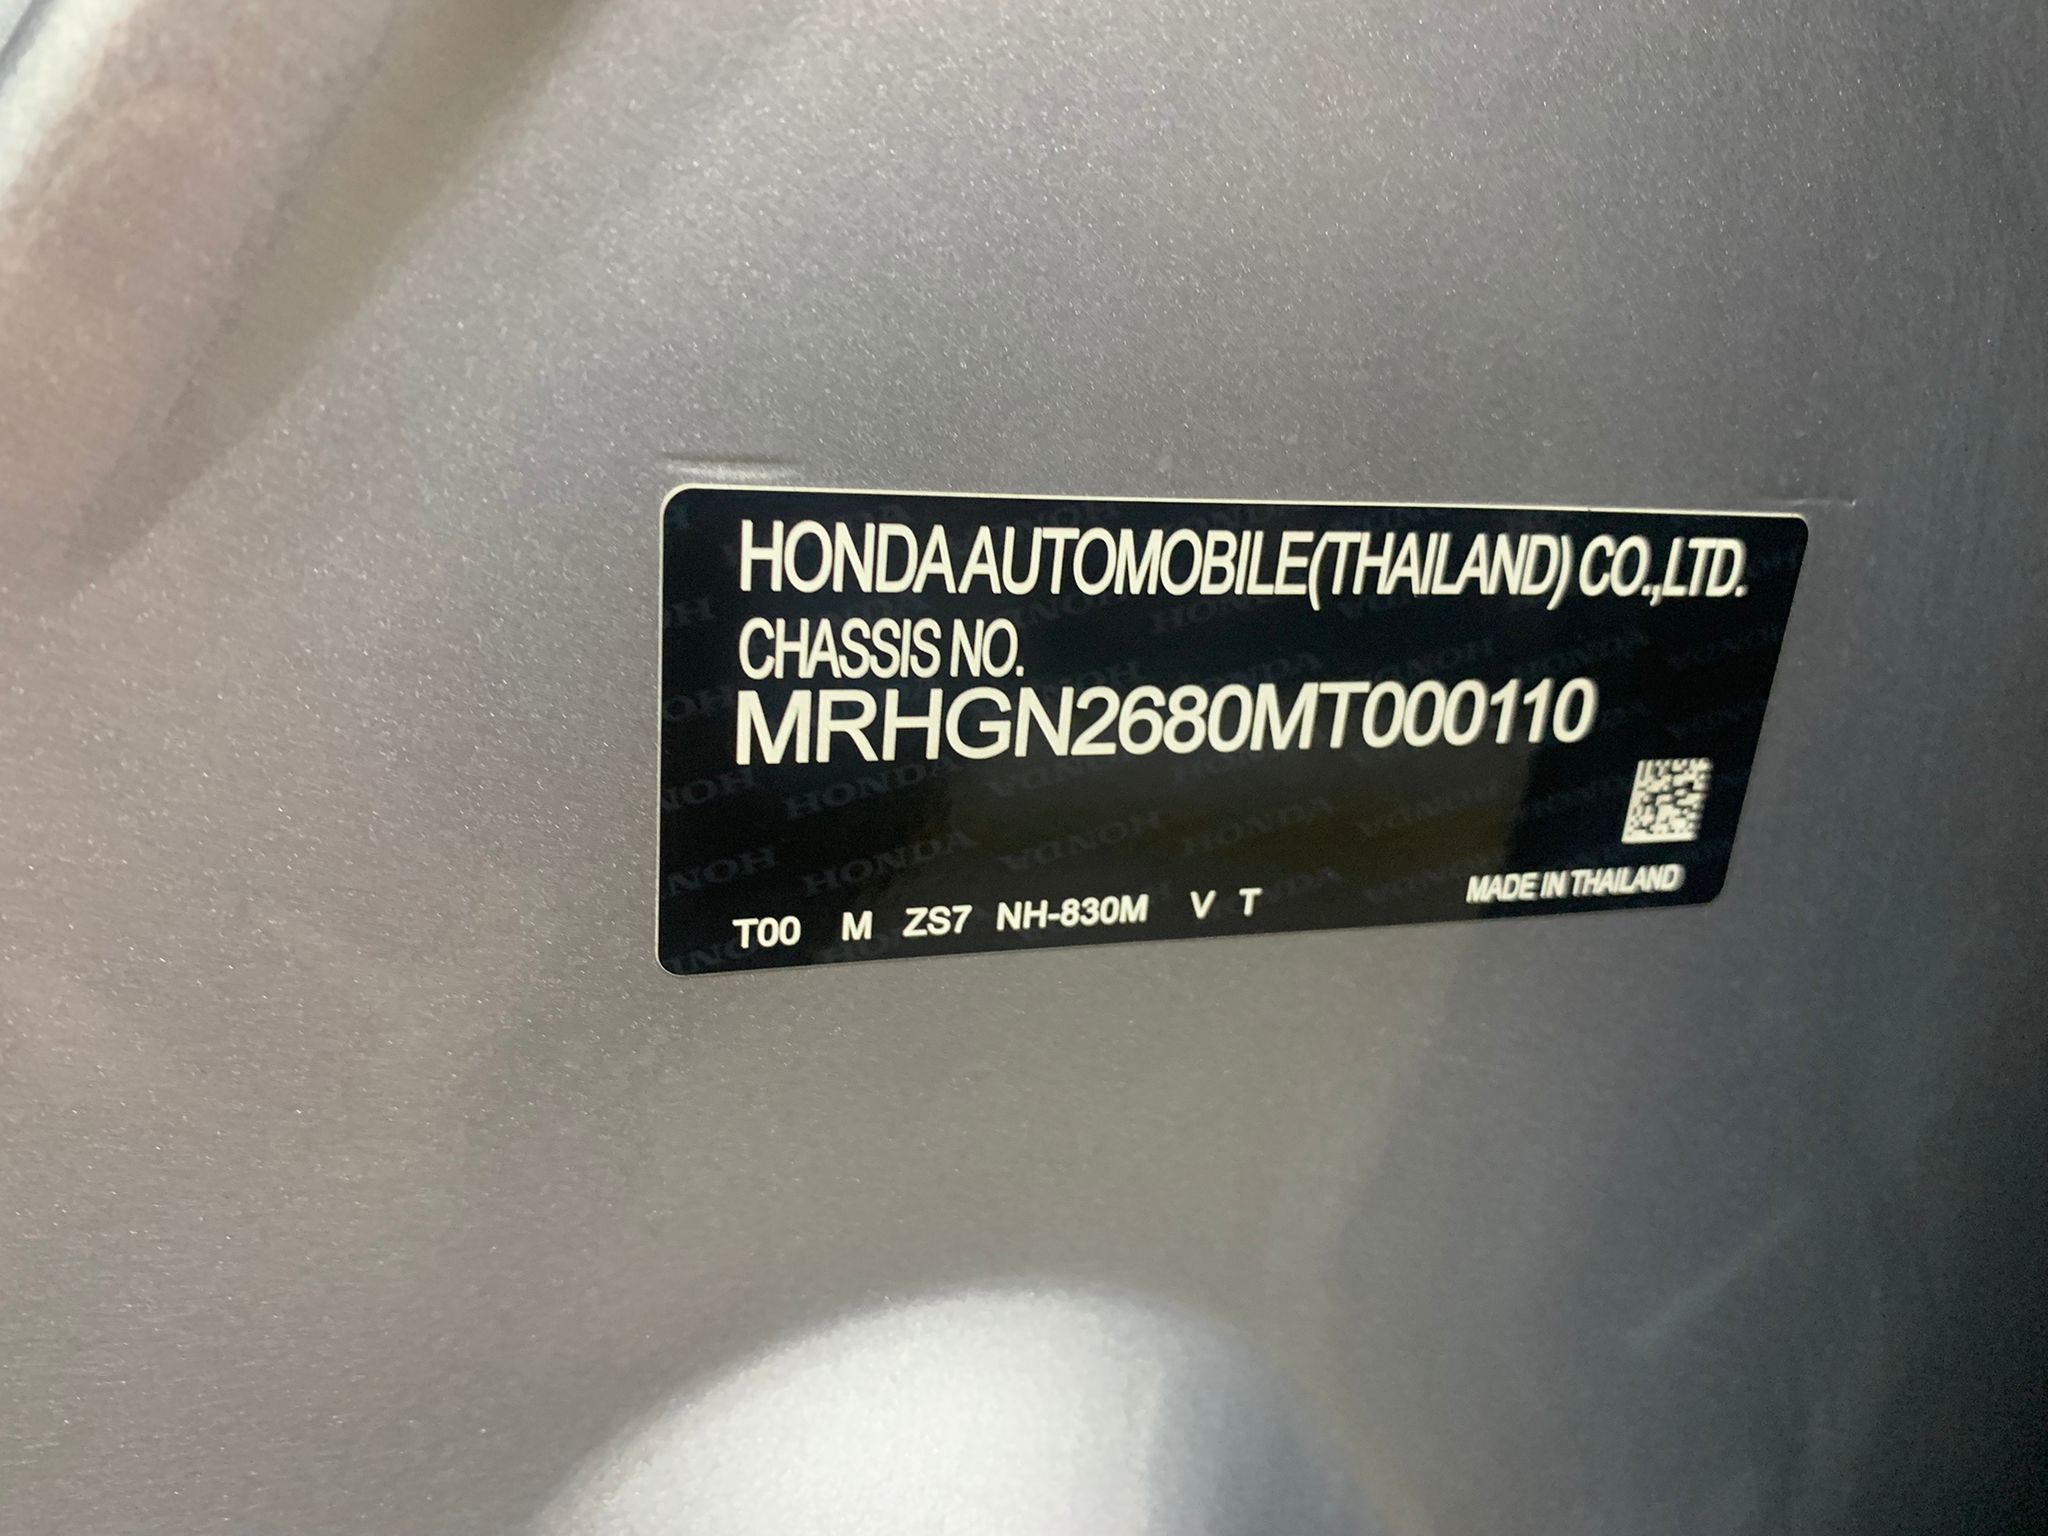 HONDA AUTOMOBILE(THAILAND) CO.,LTD.
CHASSIS NO.
MRHGN2680MT000110
T00 M ZS7 NH-830M V T
MADE IN THAILAND